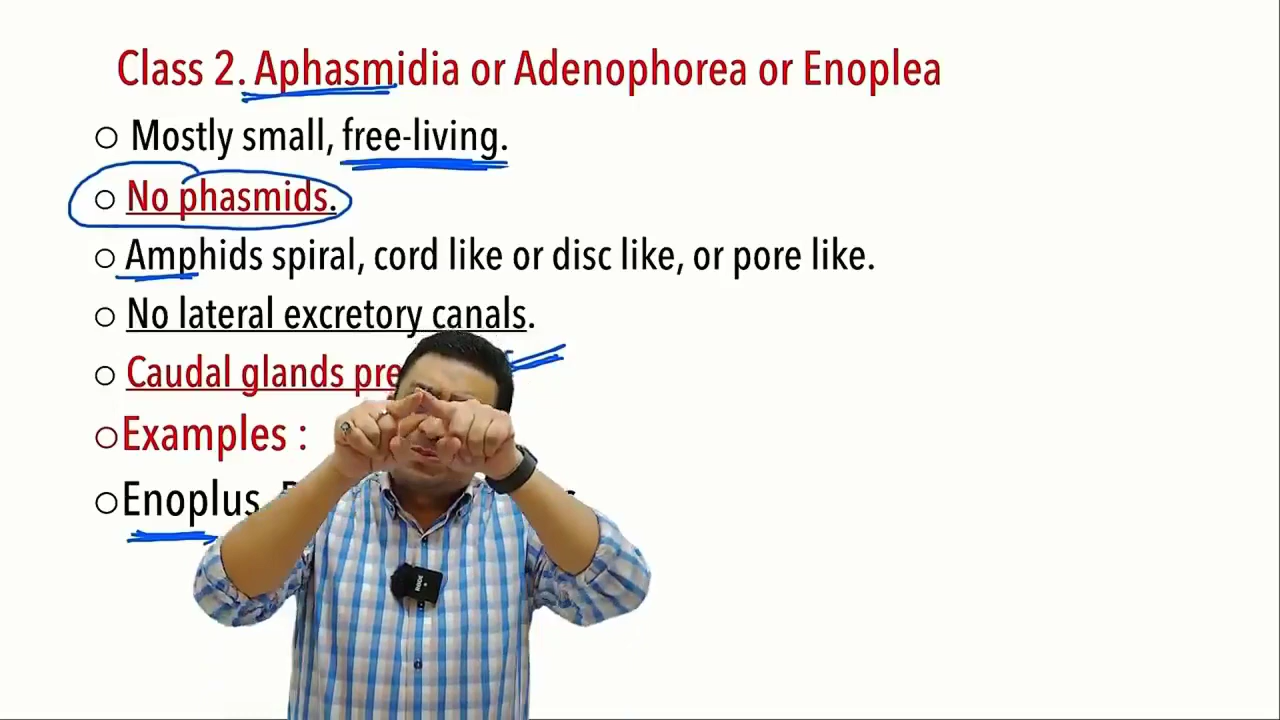 Class 2. Aphasmidia or Adenophorea or Enoplea
○ Mostly small, free-living.
○ No phasmids.
○ Amphids spiral, cord like or disc like, or pore like.
○ No lateral excretory canals.
○ Caudal glands
○ Examples :
○ Enoplus